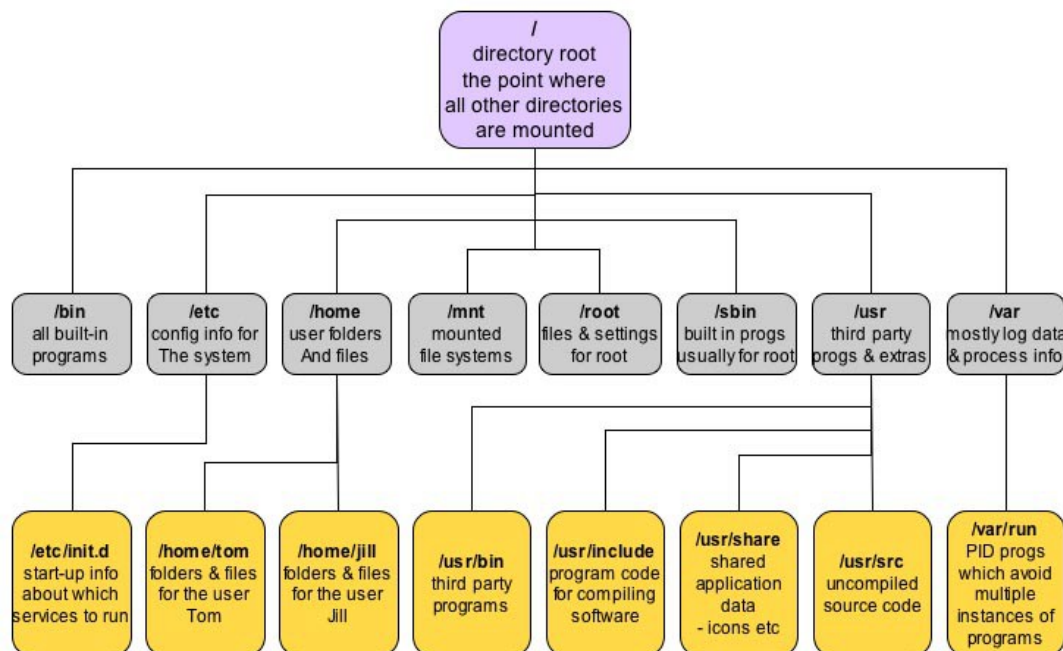 /
directory root
the point where
all other directories
are mounted
/bin
all built-in
programs
/etc
config info for
The system
/home
user folders
And files
/mnt
mounted
file systems
/root
files & settings
for root
/sbin
built in progs
usually for root
/usr
third party
progs & extras
/var
mostly log data
& process info
/etc/init.d
start-up info
about which
services to run
/home/tom
folders & files
for the user
Tom
/home/jill
folders & files
for the user
Jill
/usr/bin
third party
programs
/usr/include
program code
for compiling
software
/usr/share
shared
application
data
- icons etc
/usr/src
uncompiled
source code
/var/run
PID progs
which avoid
multiple
instances of
programs